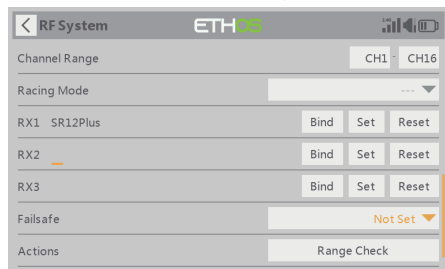 RF System ETHOS
Channel Range CH1 - CH16
Racing Mode ---
RX1 SR12Plus Bind Set Reset
RX2 Bind Set Reset
RX3 Bind Set Reset
Failsafe Not Set
Actions Range Check